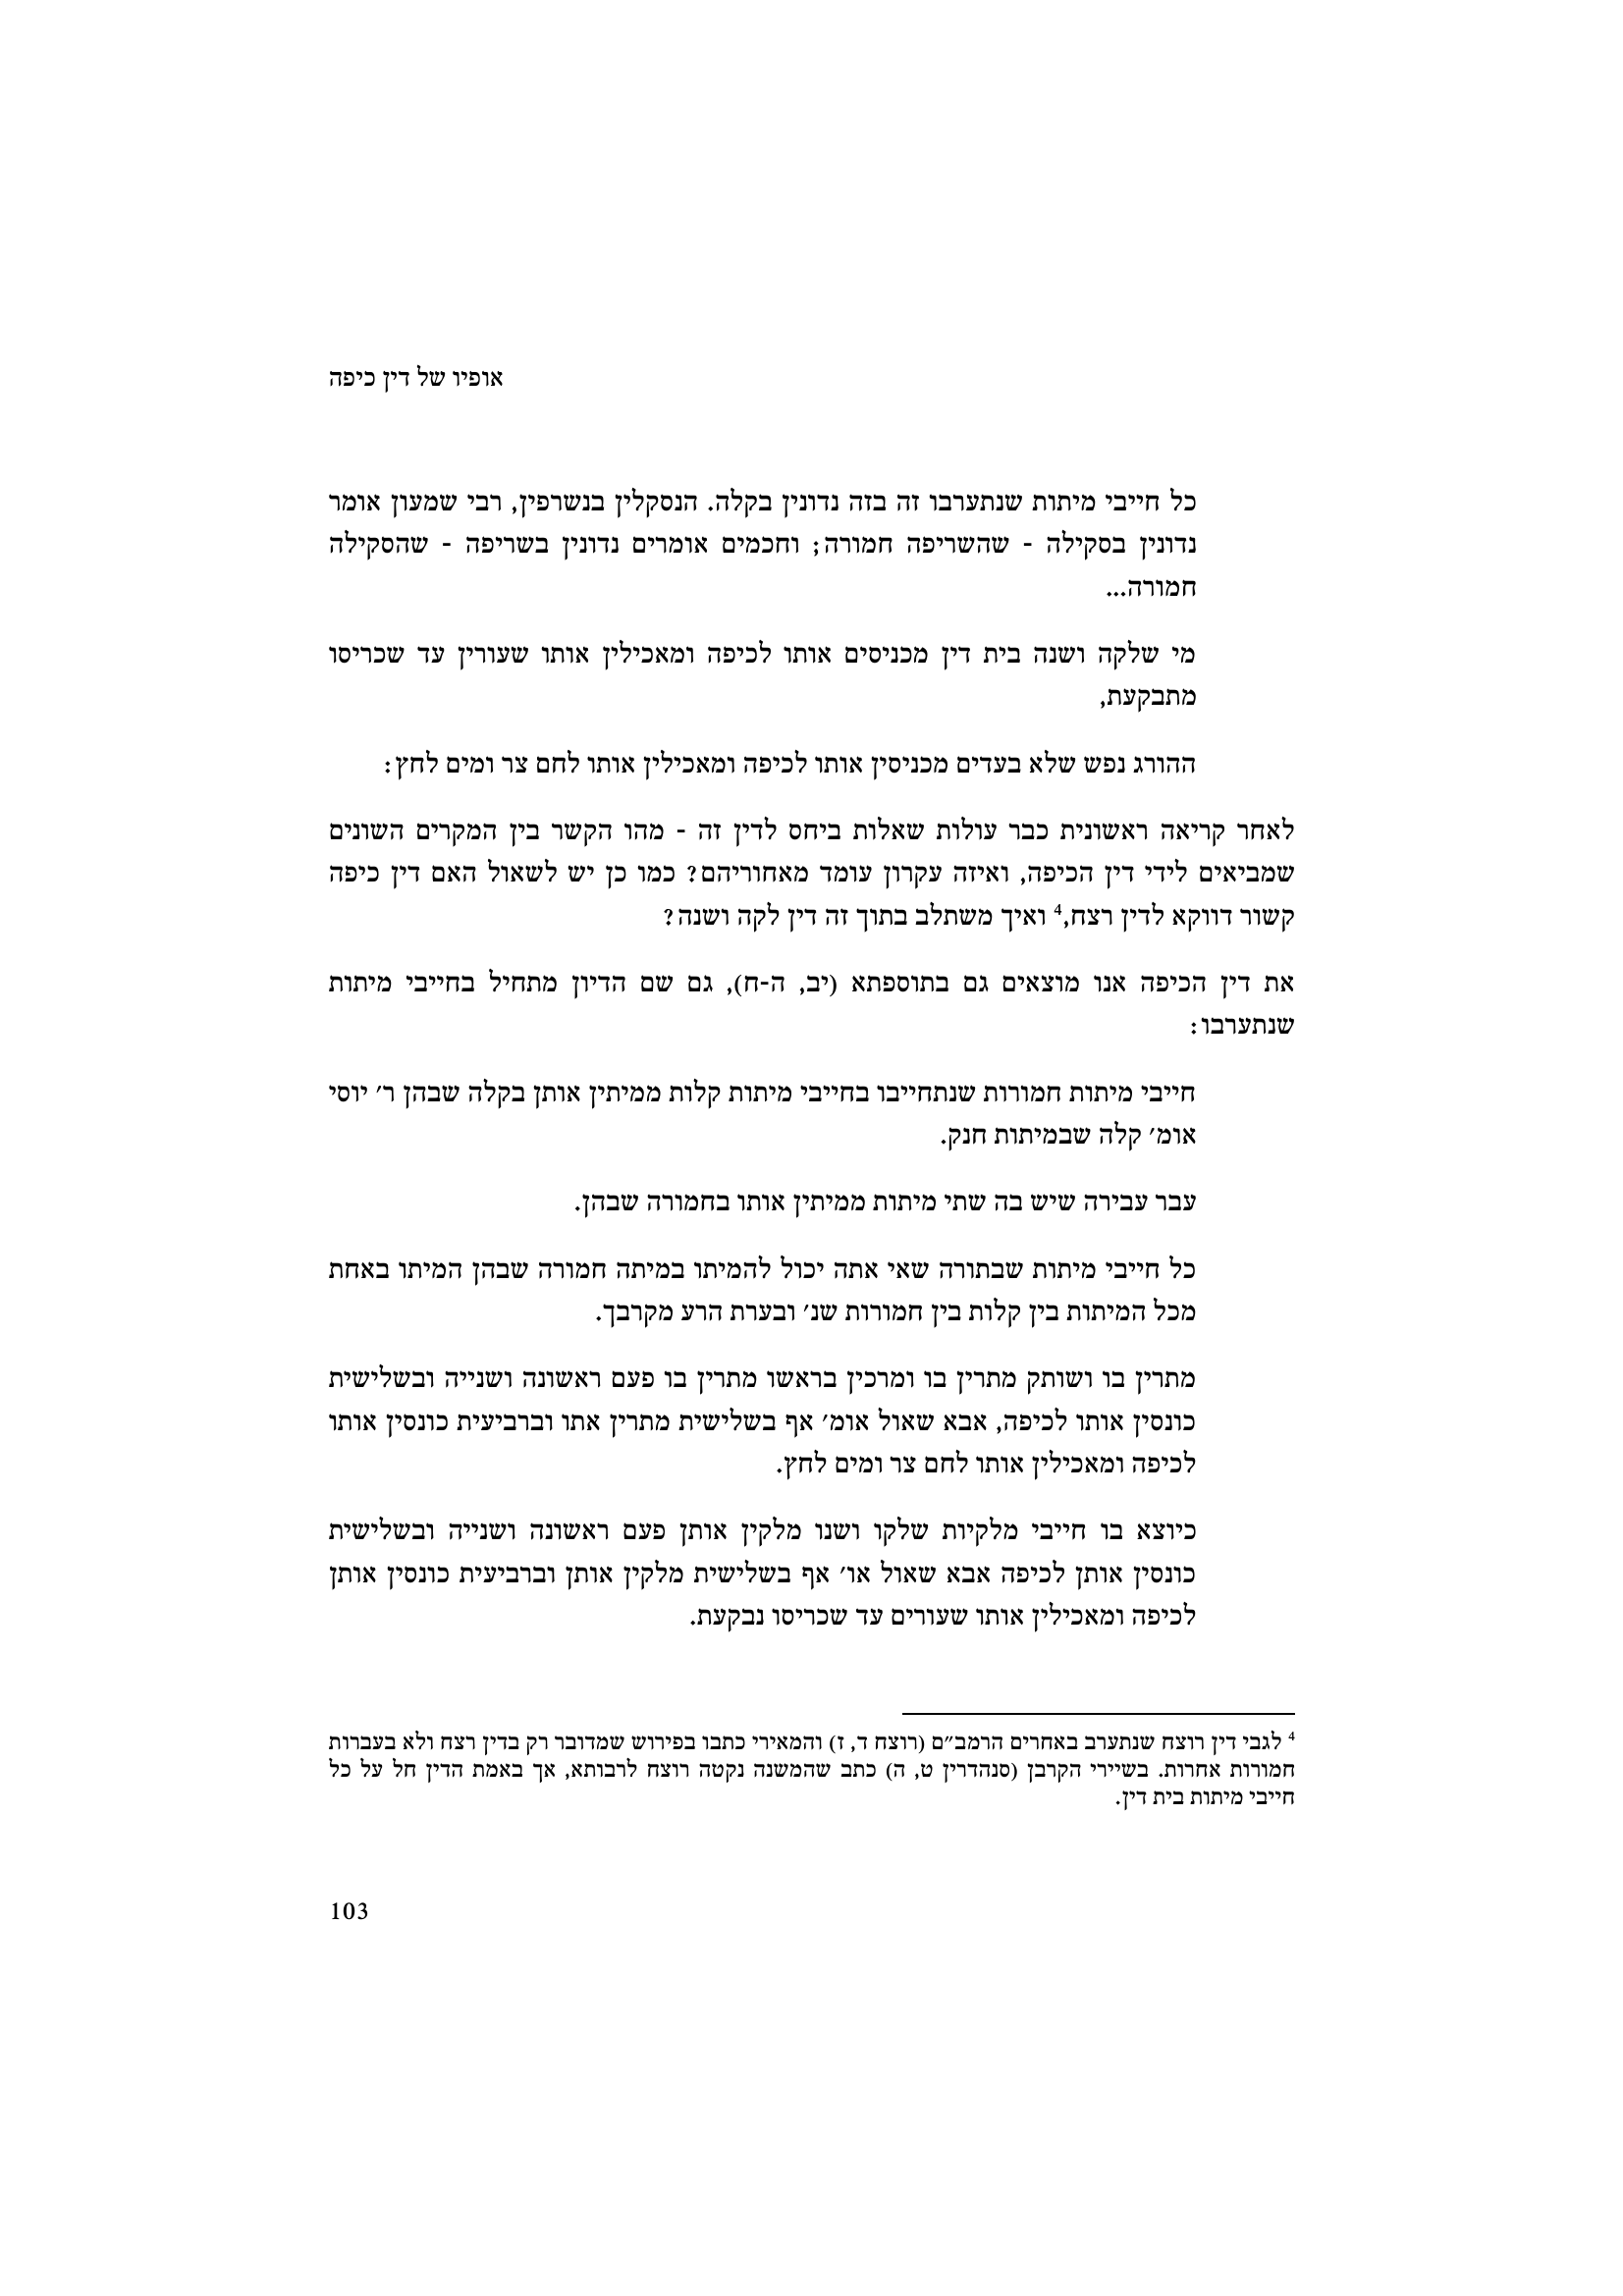 אופיו של דין כיפה
כל חייבי מיתות שנתערבו זה בזה נדונין בקלה. הנסקלין בנשרפין, רבי שמעון אומר
נדונין בסקילה - שהשריפה חמורה; וחכמים אומרים נדונין בשריפה - שהסקילה
חמורה...
מי שלקה ושנה בית דין מכניסים אותו לכיפה ומאכילין אותו שעורין עד שכריסו
מתבקעת,
ההורג נפש שלא בעדים מכניסין אותו לכיפה ומאכילין אותו לחם צר ומים לחץ:
לאחר קריאה ראשונית כבר עולות שאלות ביחס לדין זה - מהו הקשר בין המקרים השונים
שמביאים לידי דין הכיפה, ואיזה עקרון עומד מאחוריהם? כמו כן יש לשאול האם דין כיפה
קשור דווקא לדין רצח,4 ואיך משתלב בתוך זה דין לקה ושנה?
את דין הכיפה אנו מוצאים גם בתוספתא (יב, ה-ח), גם שם הדיון מתחיל בחייבי מיתות
שנתערבו:
חייבי מיתות חמורות שנתחייבו בחייבי מיתות קלות ממיתין אותן בקלה שבהן ר׳ יוסי
אומ׳ קלה שבמיתות חנק.
עבר עבירה שיש בה שתי מיתות ממיתין אותו בחמורה שבהן.
כל חייבי מיתות שבתורה שאי אתה יכול להמיתו במיתה חמורה שבהן המיתו באחת
מכל המיתות בין קלות בין חמורות שנ׳ ובערת הרע מקרבך.
מתרין בו ושותק מתרין בו ומרכין בראשו מתרין בו פעם ראשונה ושנייה ובשלישית
כונסין אותו לכיפה, אבא שאול אומ׳ אף בשלישית מתרין אתו וברביעית כונסין אותו
לכיפה ומאכילין אותו לחם צר ומים לחץ.
כיוצא בו חייבי מלקיות שלקו ושנו מלקין אותן פעם ראשונה ושנייה ובשלישית
כונסין אותן לכיפה אבא שאול או׳ אף בשלישית מלקין אותן וברביעית כונסין אותן
לכיפה ומאכילין אותו שעורים עד שכריסו נבקעת.
4 לגבי דין רוצח שנתערב באחרים הרמב״ם (רוצח ד, ז) והמאירי כתבו בפירוש שמדובר רק בדין רצח ולא בעברות
חמורות אחרות. בשיירי הקרבן (סנהדרין ט, ה) כתב שהמשנה נקטה רוצח לרבותא, אך באמת הדין חל על כל
חייבי מיתות בית דין.
103